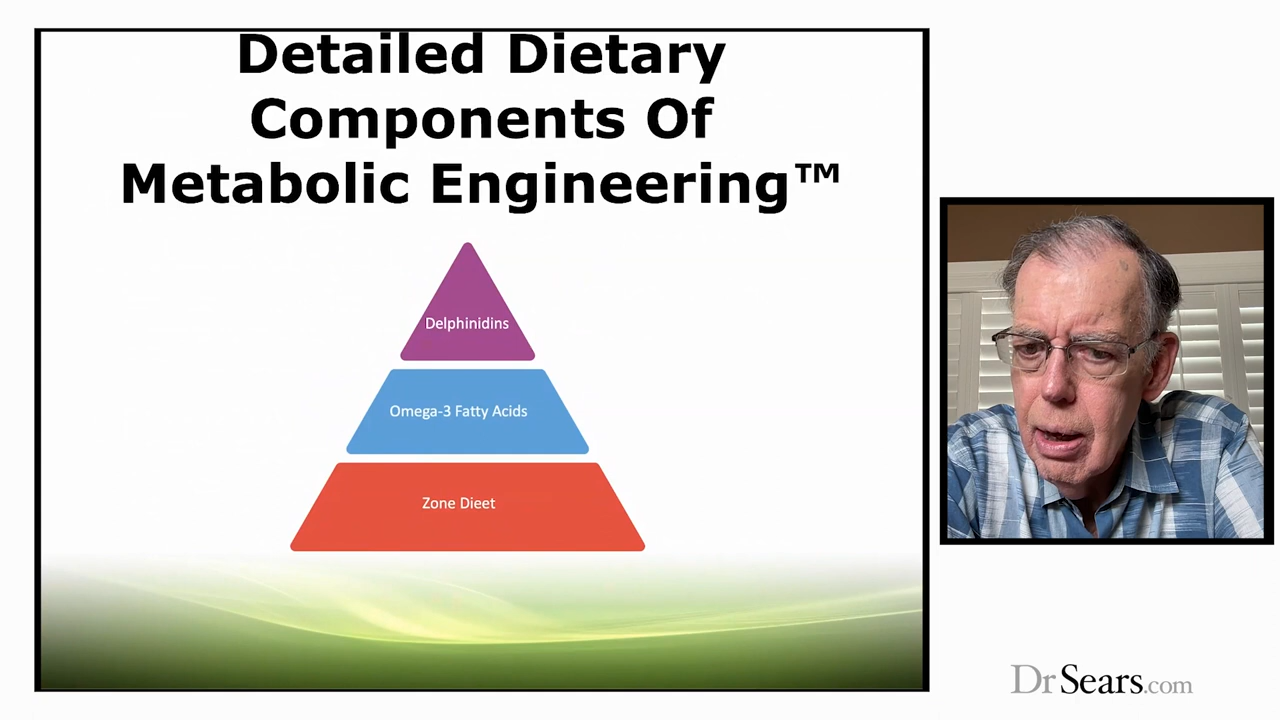 Detailed Dietary
Components Of
Metabolic Engineering™
Delphinidins
Omega-3 Fatty Acids
Zone Dieet
DrSears.com